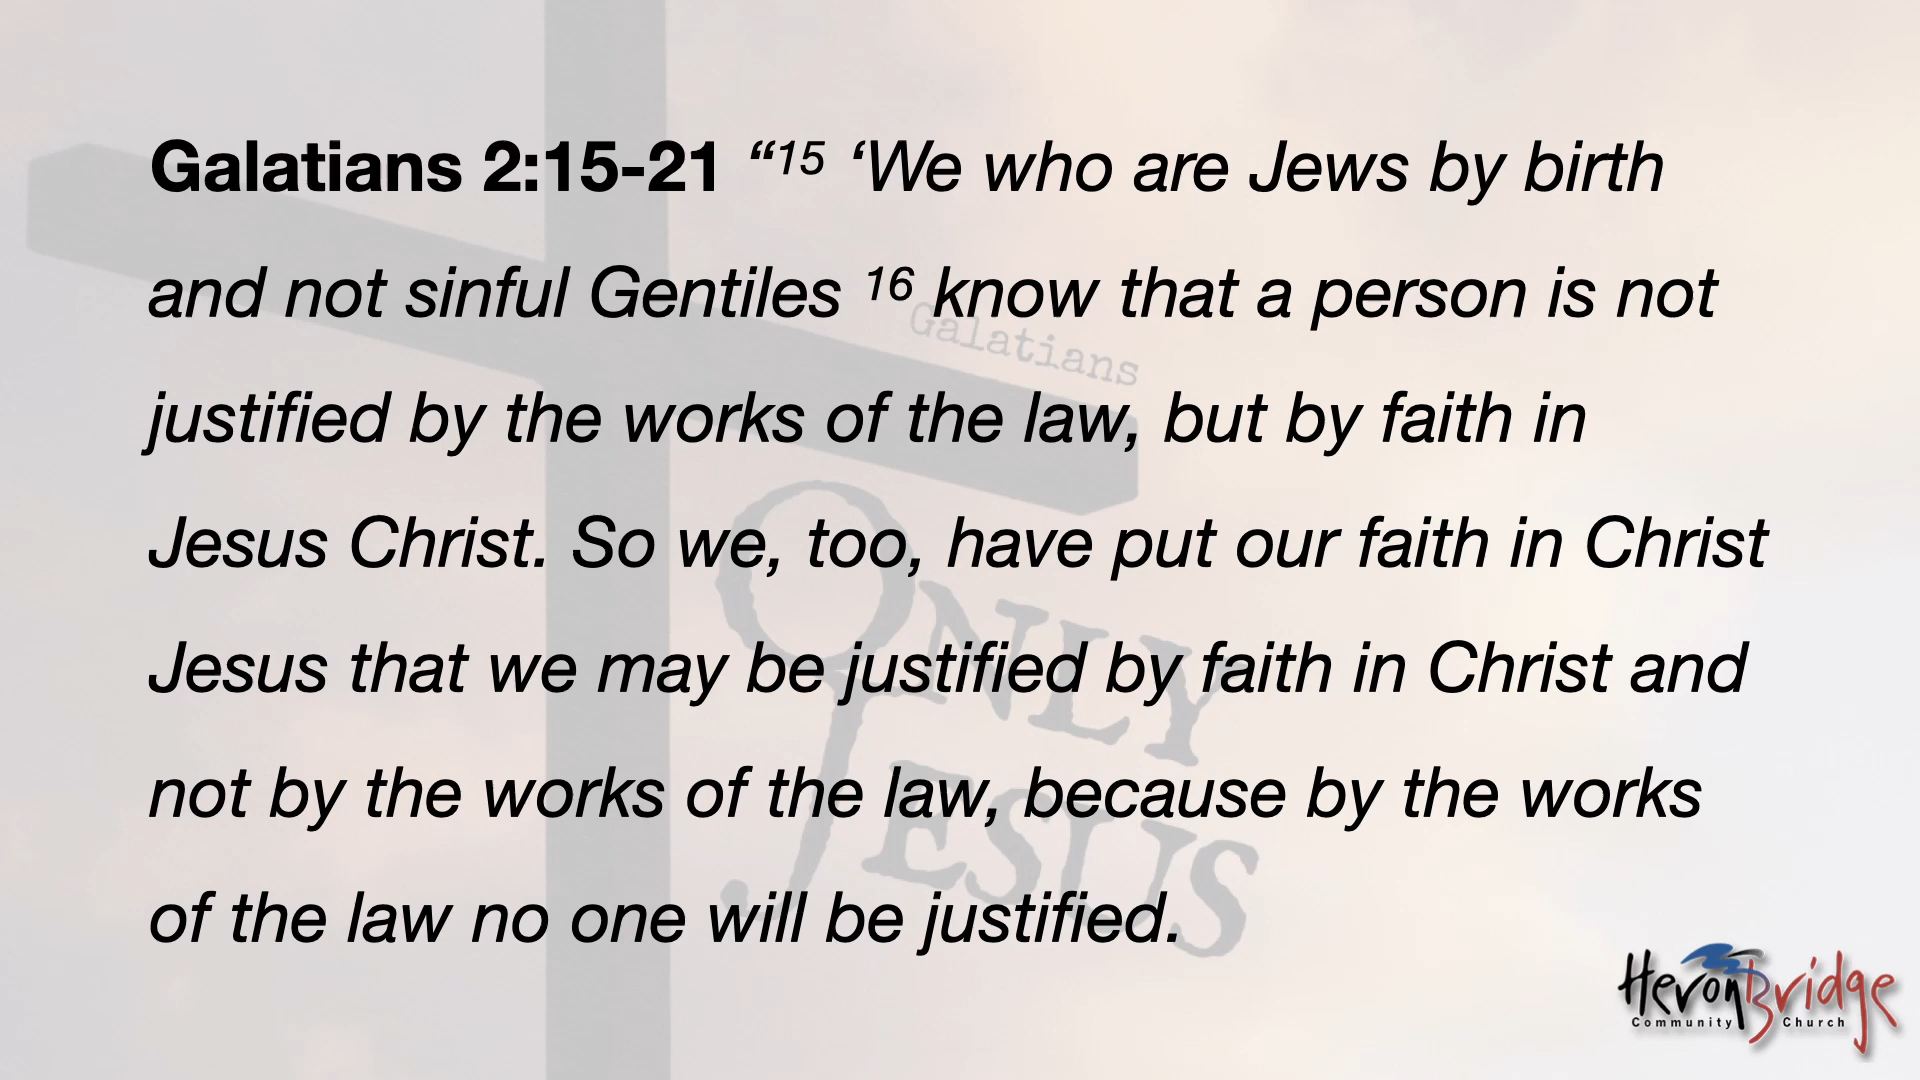 Galatians 2:15-21 “15 ‘We who are Jews by birth
and not sinful Gentiles 16 know that a person is not
Galatians
justified by the works of the law, but by faith in
Jesus Christ. So we, too, have put our faith in Christ
Jesus that we may be justified by faith in Christ and
ONLY
not by the works of the law, because by the works
JESUS
of the law no one will be justified.
HeronBridge
Community Church